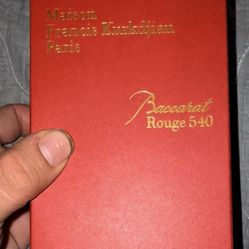 Maison
Francis Kurkdjian
Paris
Baccarat
Rouge 540